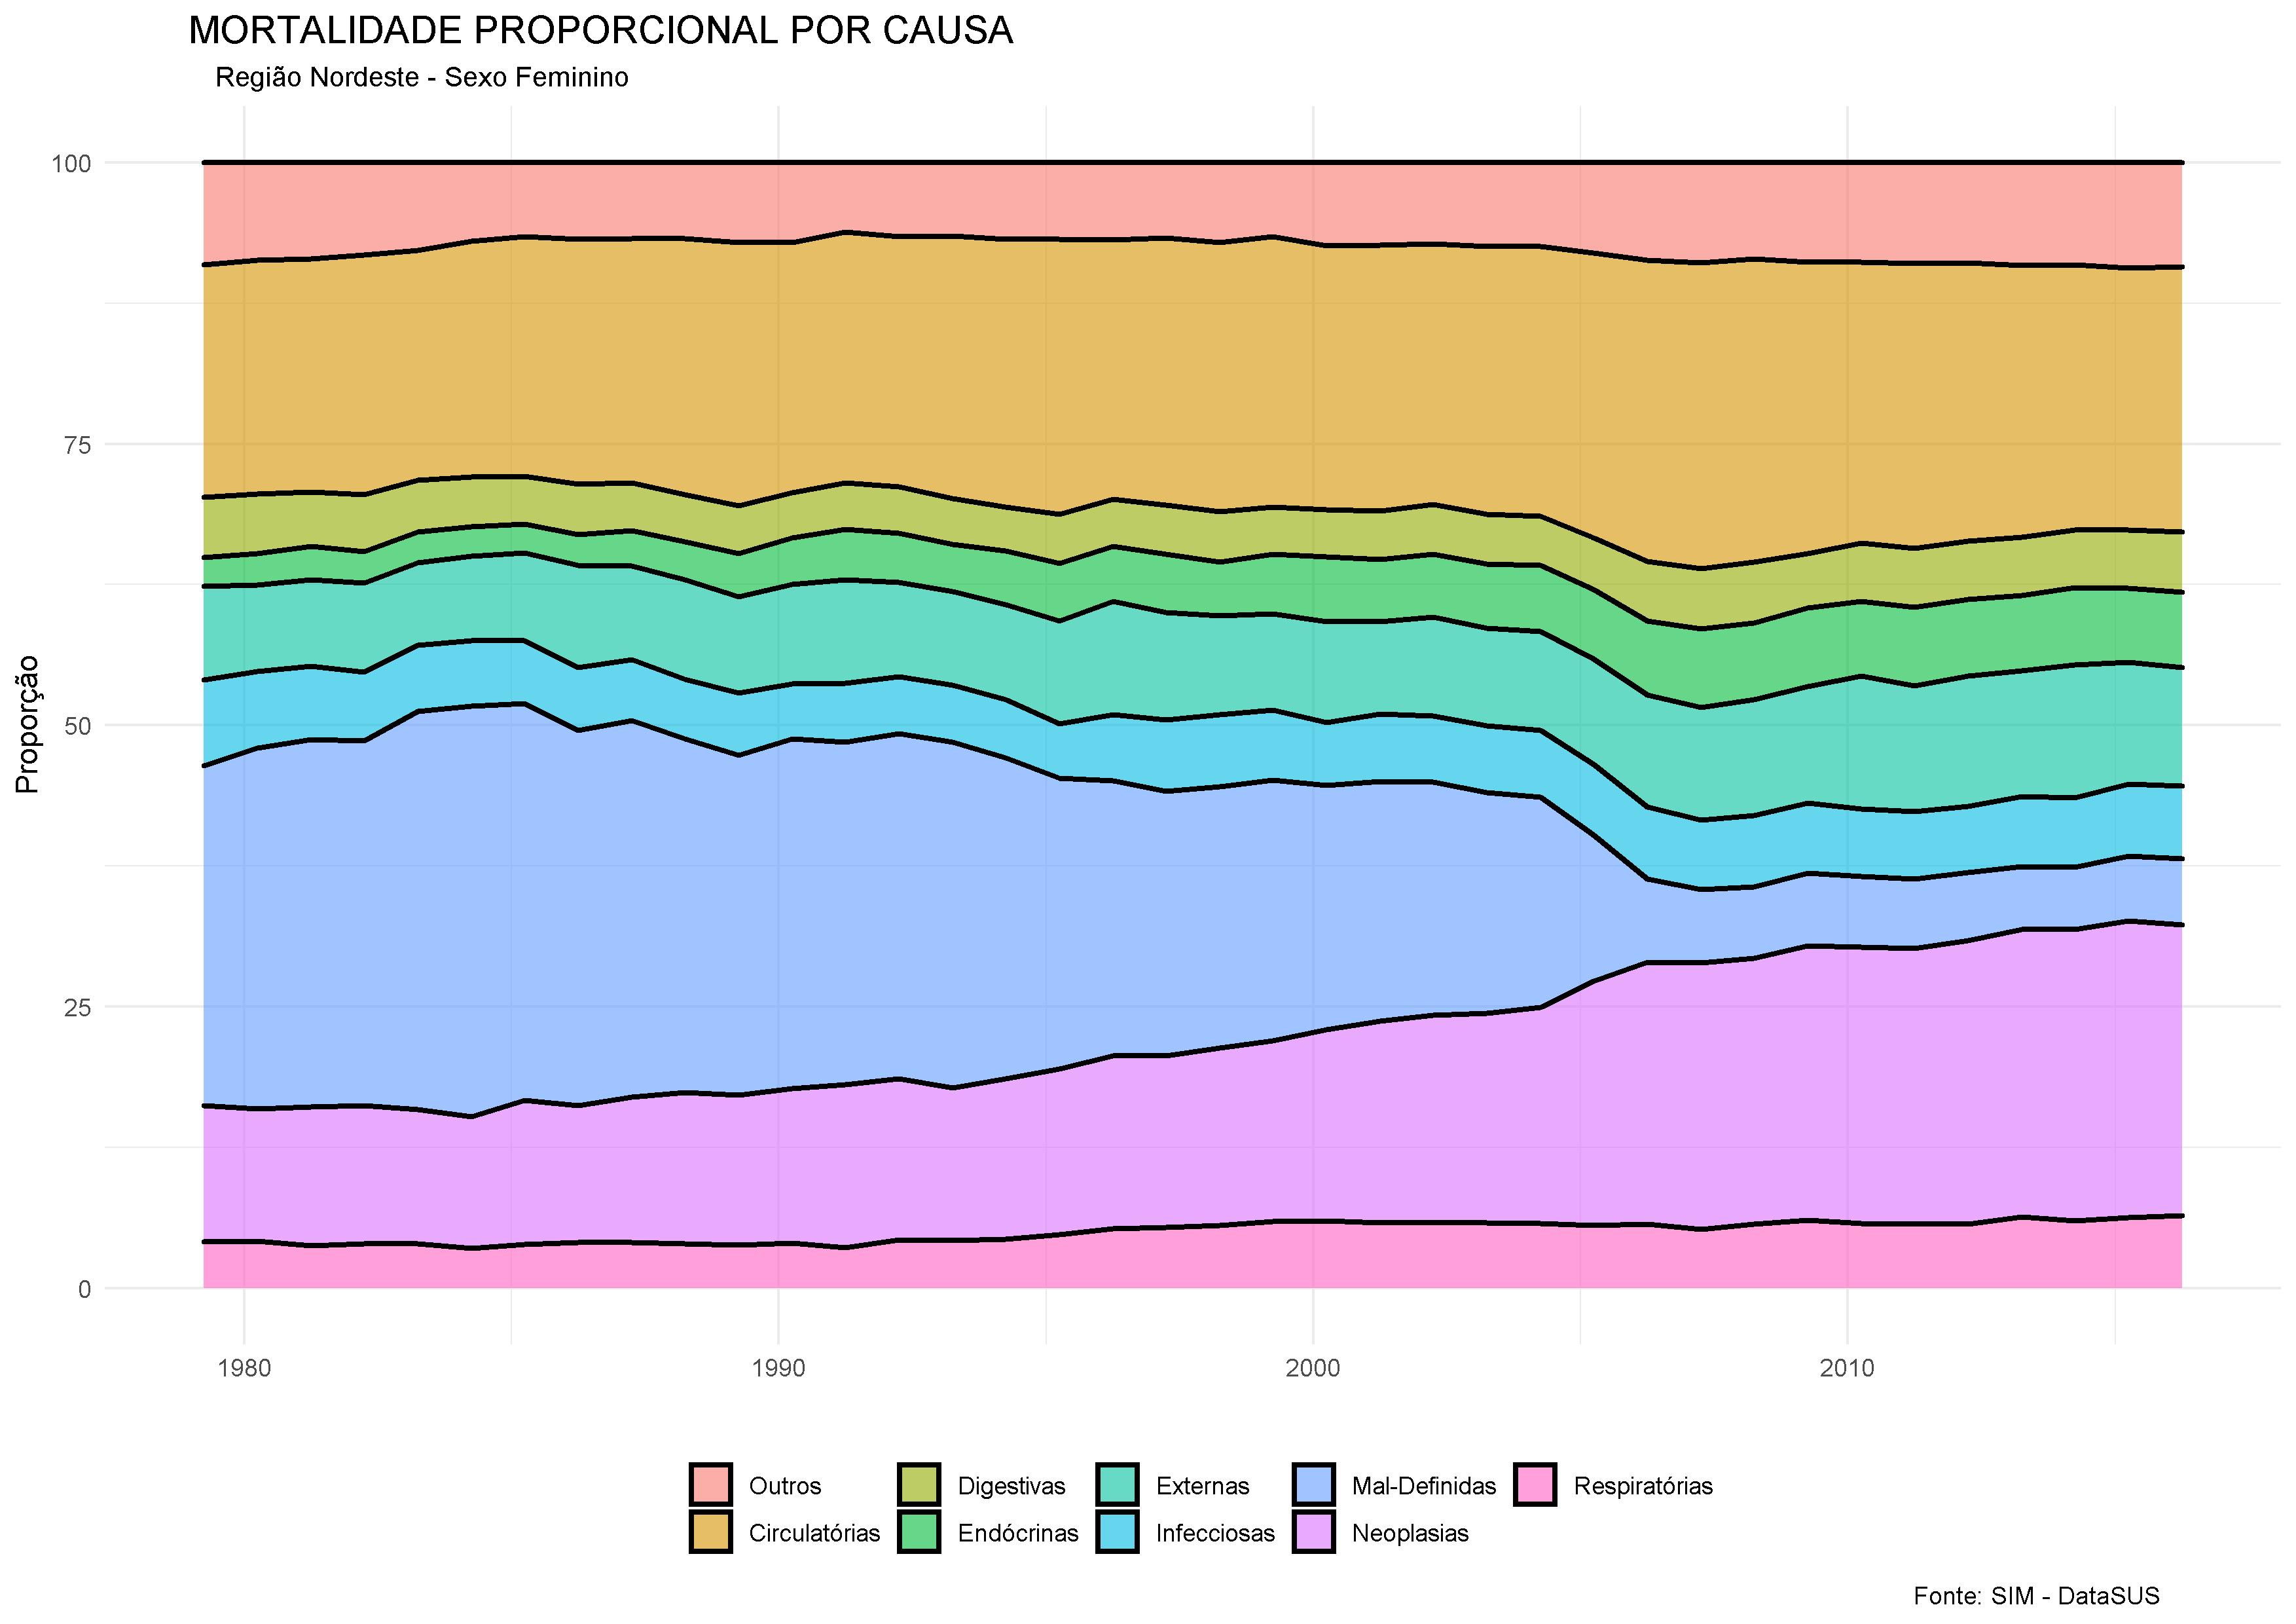 MORTALIDADE PROPORCIONAL POR CAUSA
Região Nordeste - Sexo Feminino
100
75
50
25
0
Proporção
1980 1990 2000 2010
Outros Digestivas Externas Mal-Definidas Respiratórias
Circulatórias Endócrinas Infecciosas Neoplasias
Fonte: SIM - DataSUS